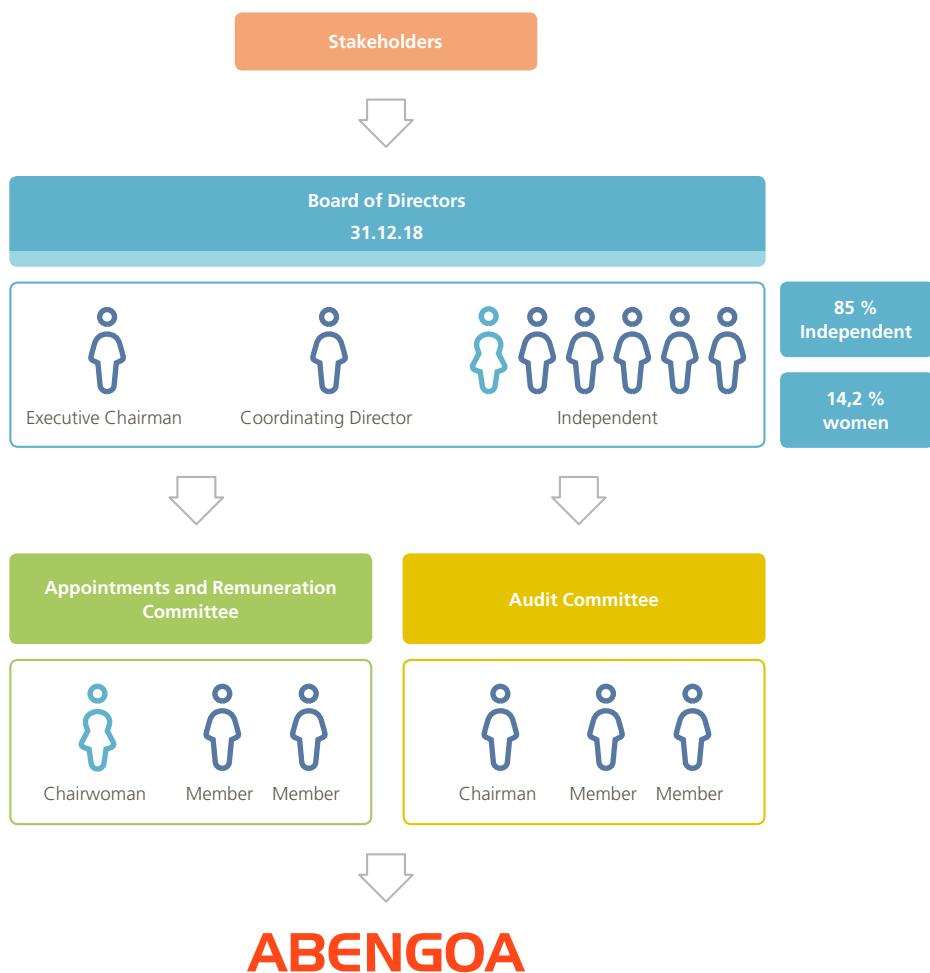 Stakeholders
Board of Directors
31.12.18
85 %
Independent
14,2 %
women
Executive Chairman
Coordinating Director
Independent
Appointments and Remuneration
Committee
Audit Committee
Chairwoman
Member
Member
Chairman
Member
Member
ABENGOA